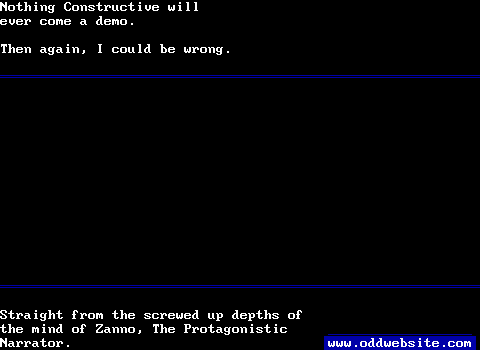 Nothing Constructive will
ever come a demo.
Then again, I could be wrong.
Straight from the screwed up depths of
the mind of Zanno, The Protagonistic
Narrator.
www.oddwebsite.com